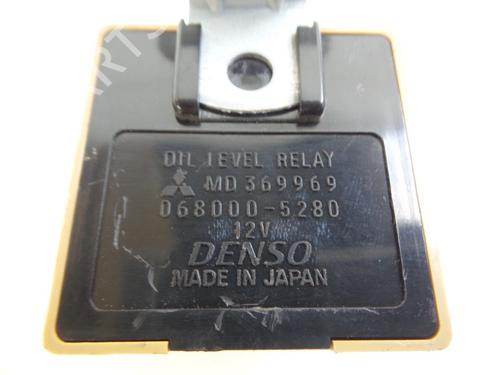 OIL LEVEL RELAY
MD369969
068000-5280
12V
DENSO
MADE IN JAPAN